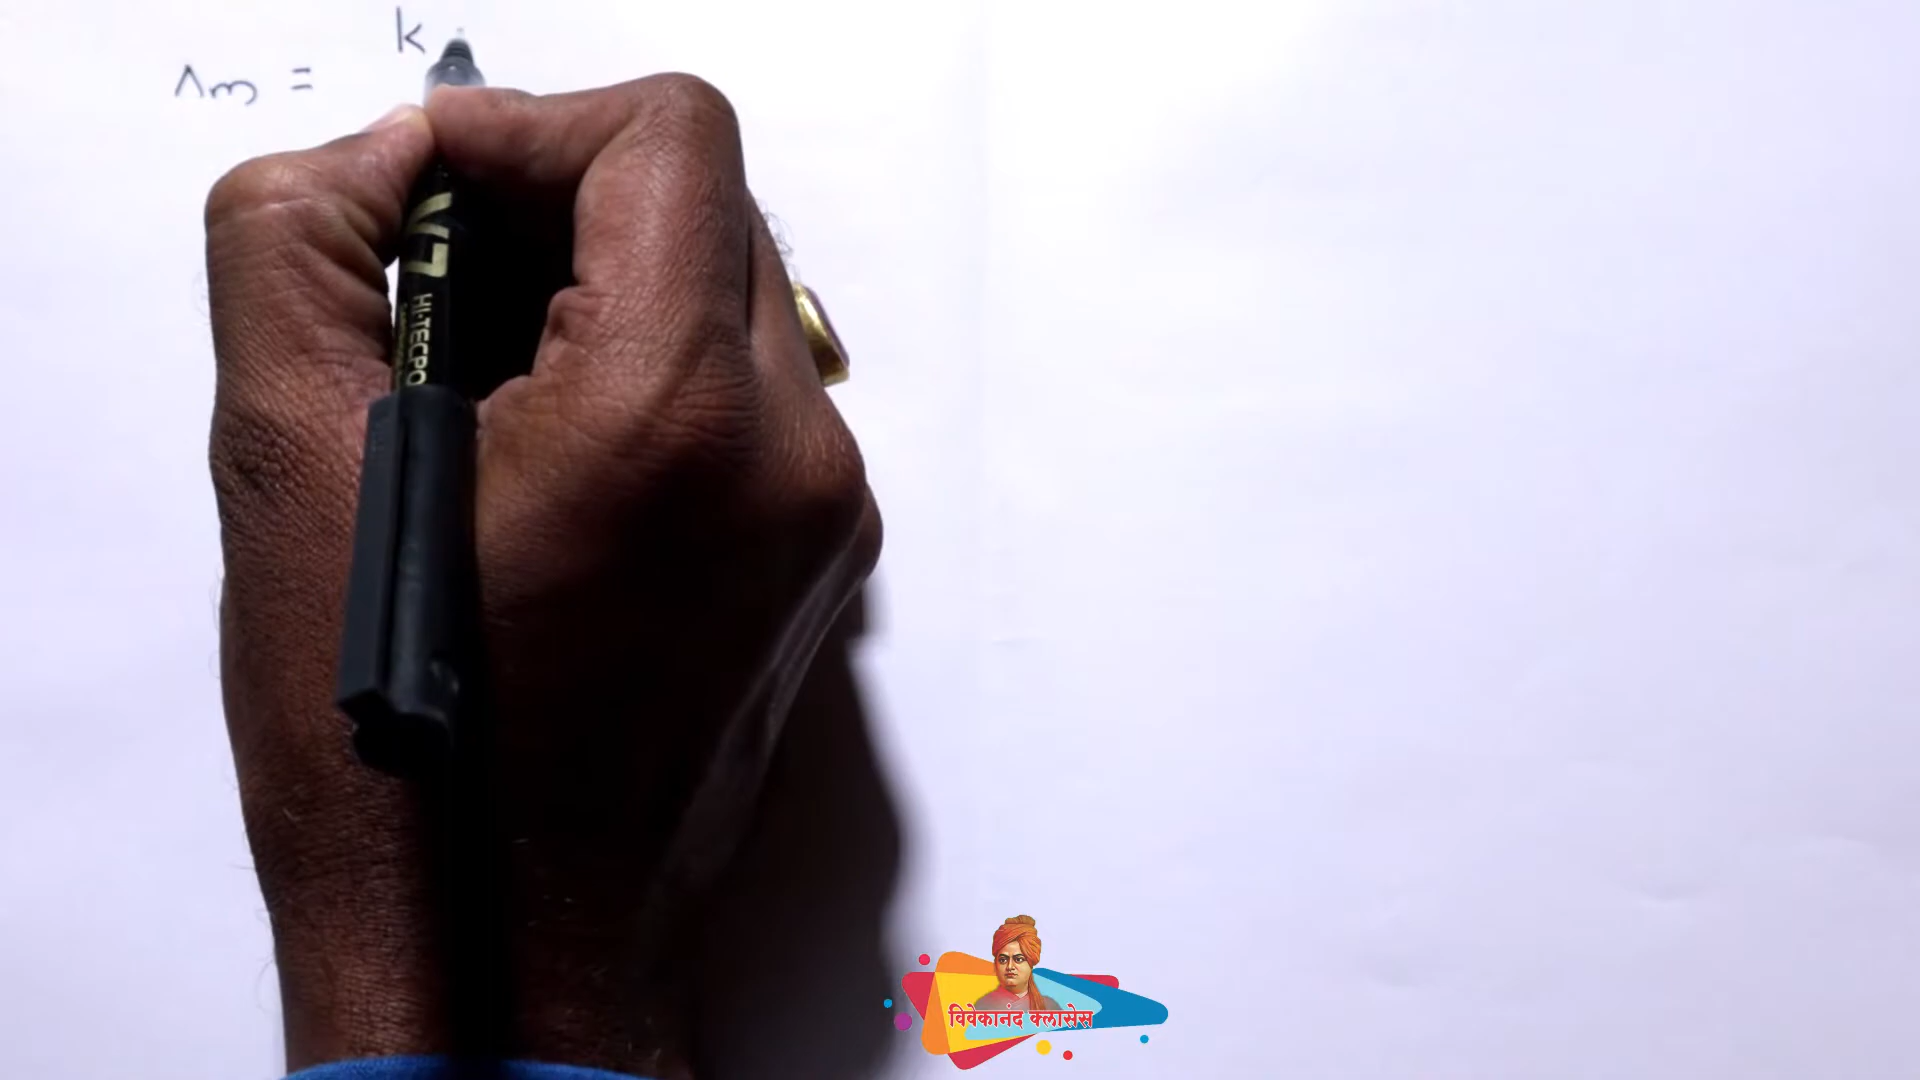 k
Λm =
V7
HI-TECPO
विवेकानंद क्लासेस